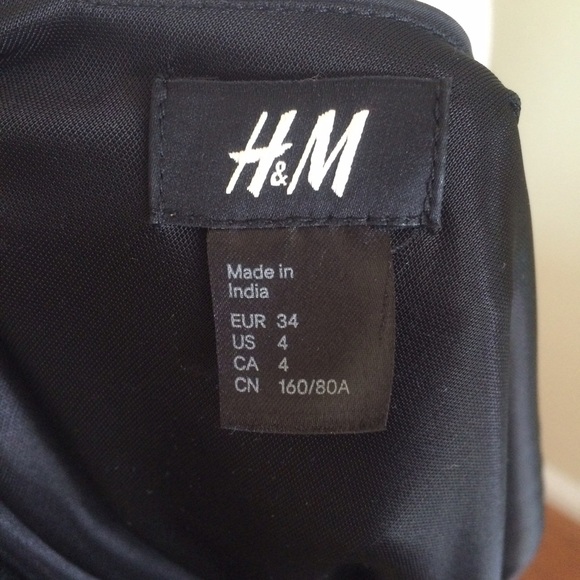 H&M
Made in
India
EUR 34
US 4
CA 4
CN 160/80A